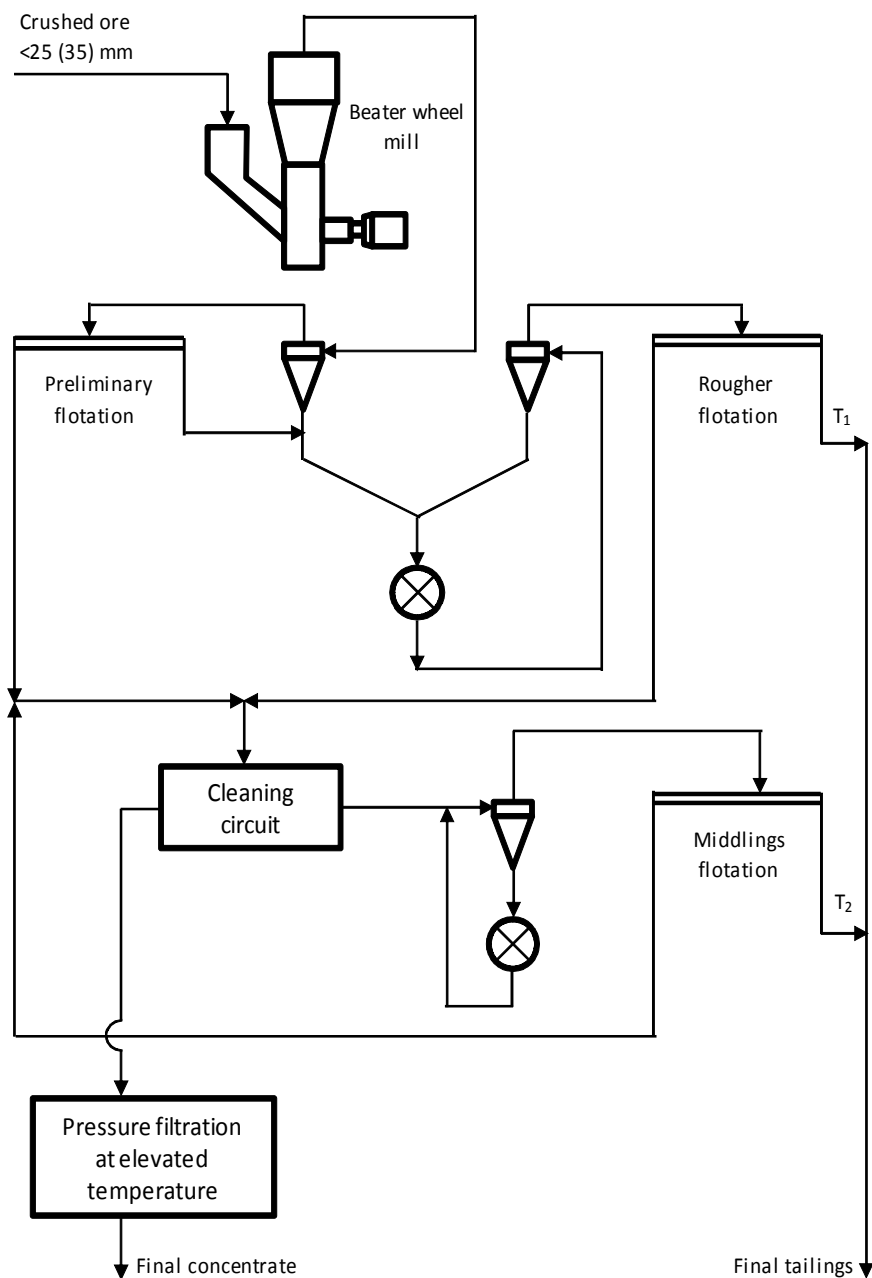 Crushed ore
<25 (35) mm
Beater wheel
mill
Preliminary
flotation
Rougher
flotation
T₁
Cleaning
circuit
Middlings
flotation
T₂
Pressure filtration
at elevated
temperature
Final concentrate
Final tailings